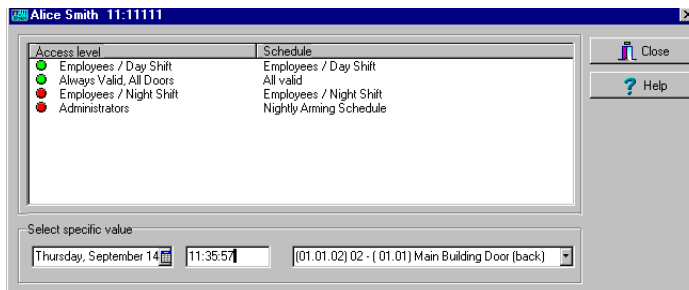 Alice Smith 11:11111
Access level Schedule
Employees / Day Shift Employees / Day Shift
Always Valid, All Doors All valid
Employees / Night Shift Employees / Night Shift
Administrators Nightly Arming Schedule
Close
Help
Select specific value
Thursday, September 14 11:35:57 (01.01.02) 02 - ( 01.01) Main Building Door (back)